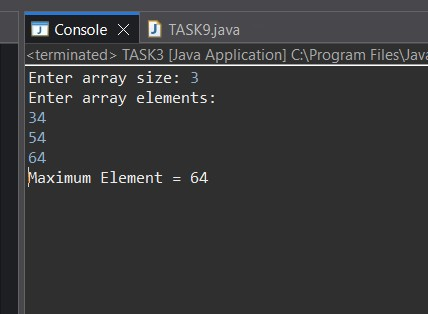 Console TASK9.java
<terminated> TASK3 [Java Application] C:\Program Files\Java
Enter array size: 3
Enter array elements:
34
54
64
Maximum Element = 64